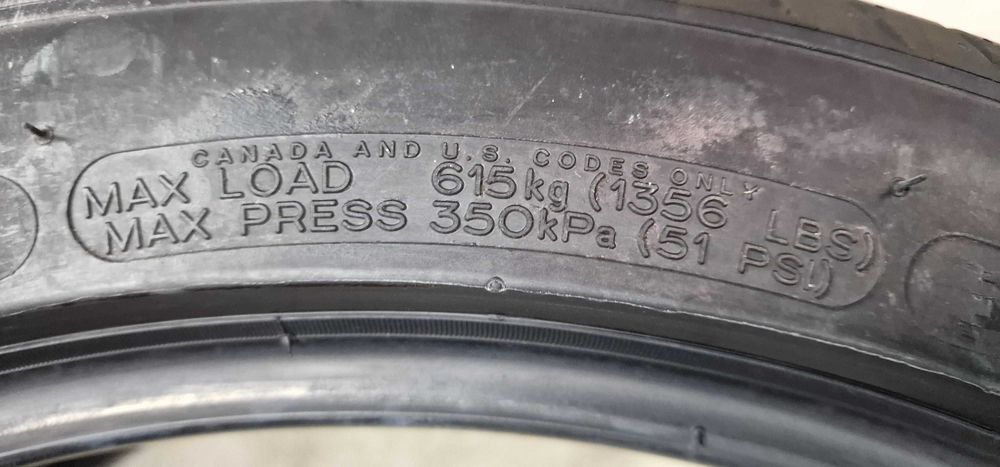 CANADA AND U.S. CODES ONLY
MAX LOAD 615kg (1356 LBS)
MAX PRESS 350kPa (51 PSI)